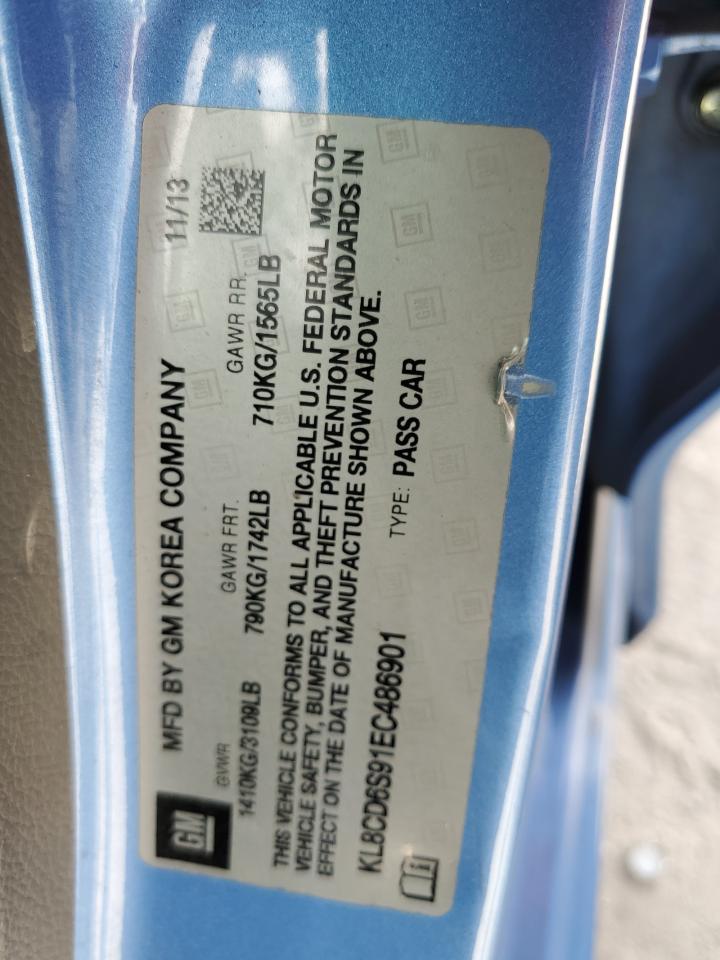 GM
MFD BY GM KOREA COMPANY 11/13
GVWR GAWR FRT. GAWR RR.
1410KG/3109LB 790KG/1742LB 710KG/1565LB
THIS VEHICLE CONFORMS TO ALL APPLICABLE U.S. FEDERAL MOTOR
VEHICLE SAFETY, BUMPER, AND THEFT PREVENTION STANDARDS IN
EFFECT ON THE DATE OF MANUFACTURE SHOWN ABOVE.
KL8CD6S91EC486901 TYPE: PASS CAR